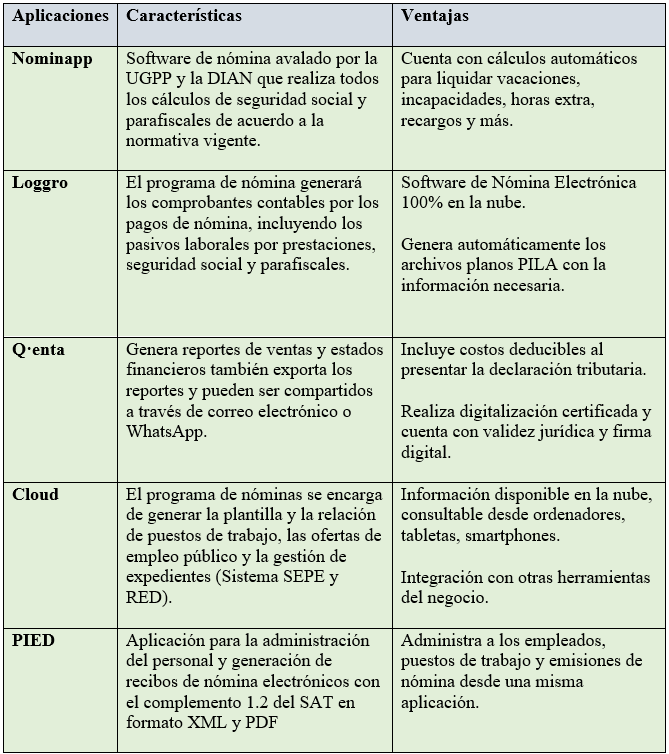 Aplicaciones Características Ventajas
Nominapp Software de nómina avalado por la Cuenta con cálculos automáticos
UGPP y la DIAN que realiza todos para liquidar vacaciones,
los cálculos de seguridad social y incapacidades, horas extra,
parafiscales de acuerdo a la recargos y más.
normativa vigente.
Loggro El programa de nómina generará Software de Nómina Electrónica
los comprobantes contables por los 100% en la nube.
pagos de nómina, incluyendo los
pasivos laborales por prestaciones, Genera automáticamente los
seguridad social y parafiscales. archivos planos PILA con la
información necesaria.
Q·enta Genera reportes de ventas y estados Incluye costos deducibles al
financieros también exporta los presentar la declaración tributaria.
reportes y pueden ser compartidos
a través de correo electrónico o Realiza digitalización certificada y
WhatsApp. cuenta con validez jurídica y firma
digital.
Cloud El programa de nóminas se encarga Información disponible en la nube,
de generar la plantilla y la relación consultable desde ordenadores,
de puestos de trabajo, las ofertas de tabletas, smartphones.
empleo público y la gestión de
expedientes (Sistema SEPE y Integración con otras herramientas
RED). del negocio.
PIED Aplicación para la administración Administra a los empleados,
del personal y generación de puestos de trabajo y emisiones de
recibos de nómina electrónicos con nómina desde una misma
el complemento 1.2 del SAT en aplicación.
formato XML y PDF